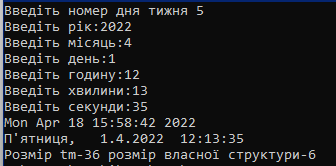 Введіть номер дня тижня 5
Введіть рік:2022
Введіть місяць:4
Введіть день:1
Введіть годину:12
Введіть хвилини:13
Введіть секунди:35
Mon Apr 18 15:58:42 2022
П'ятниця,   1.4.2022  12:13:35
Розмір tm-36 розмір власної структури-6